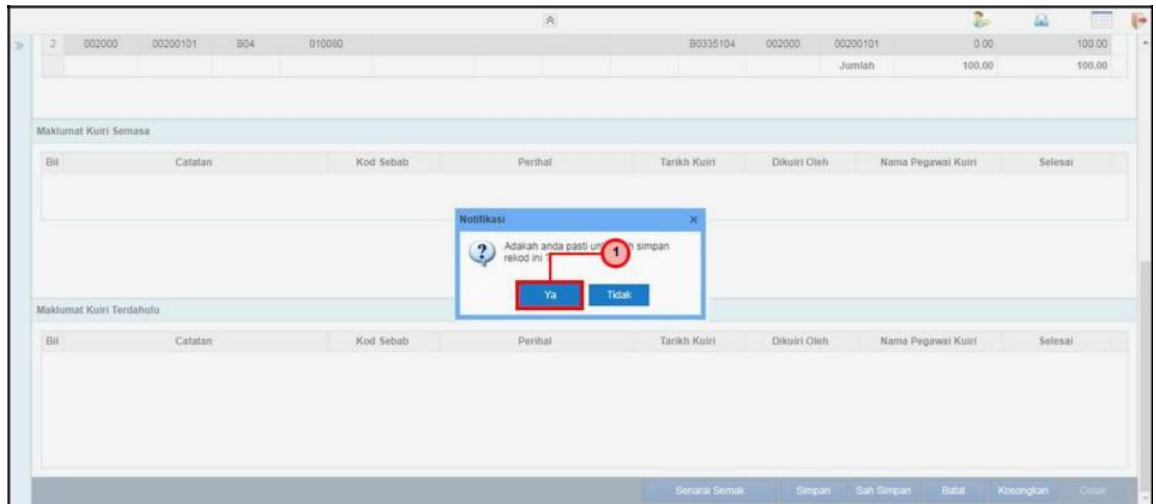 2 002000 00200101 B04 010080 B0335104 002000 00200101 0.00 100.00
Jumlah 100.00 100.00
Maklumat Kuiri Semasa
Bil Catatan Kod Sebab Perihal Tarikh Kuiri Dikuiri Oleh Nama Pegawai Kuiri Selesai
Notifikasi ×
Adakah anda pasti simpan
rekod ini ?
1
Ya Tidak
Maklumat Kuiri Terdahulu
Bil Catatan Kod Sebab Perihal Tarikh Kuiri Dikuiri Oleh Nama Pegawai Kuiri Selesai
Senarai Semak Simpan Sah Simpan Batal Kosongkan Cetak